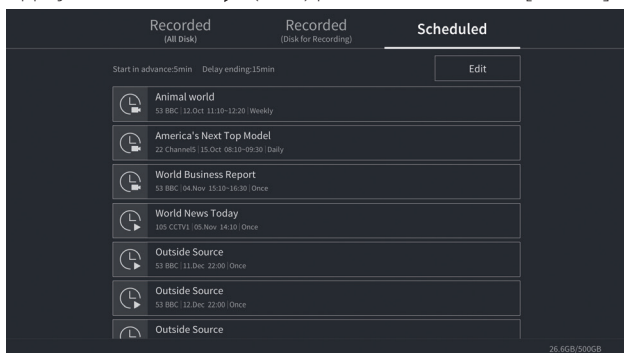 Recorded
(All Disk)
Recorded
(Disk for Recording)
Scheduled
Start in advance:5min Delay ending:15min
Edit
Animal world
53 BBC | 12.Oct 11:10~12:20 | Weekly
America's Next Top Model
22 Channel5 | 15.Oct 08:10~09:30 | Daily
World Business Report
53 BBC | 04.Nov 15:10~16:30 | Once
World News Today
105 CCTV1 | 05.Nov 14:10 | Once
Outside Source
53 BBC | 11.Dec 22:00 | Once
Outside Source
53 BBC | 12.Dec 22:00 | Once
Outside Source
26.6GB/500GB